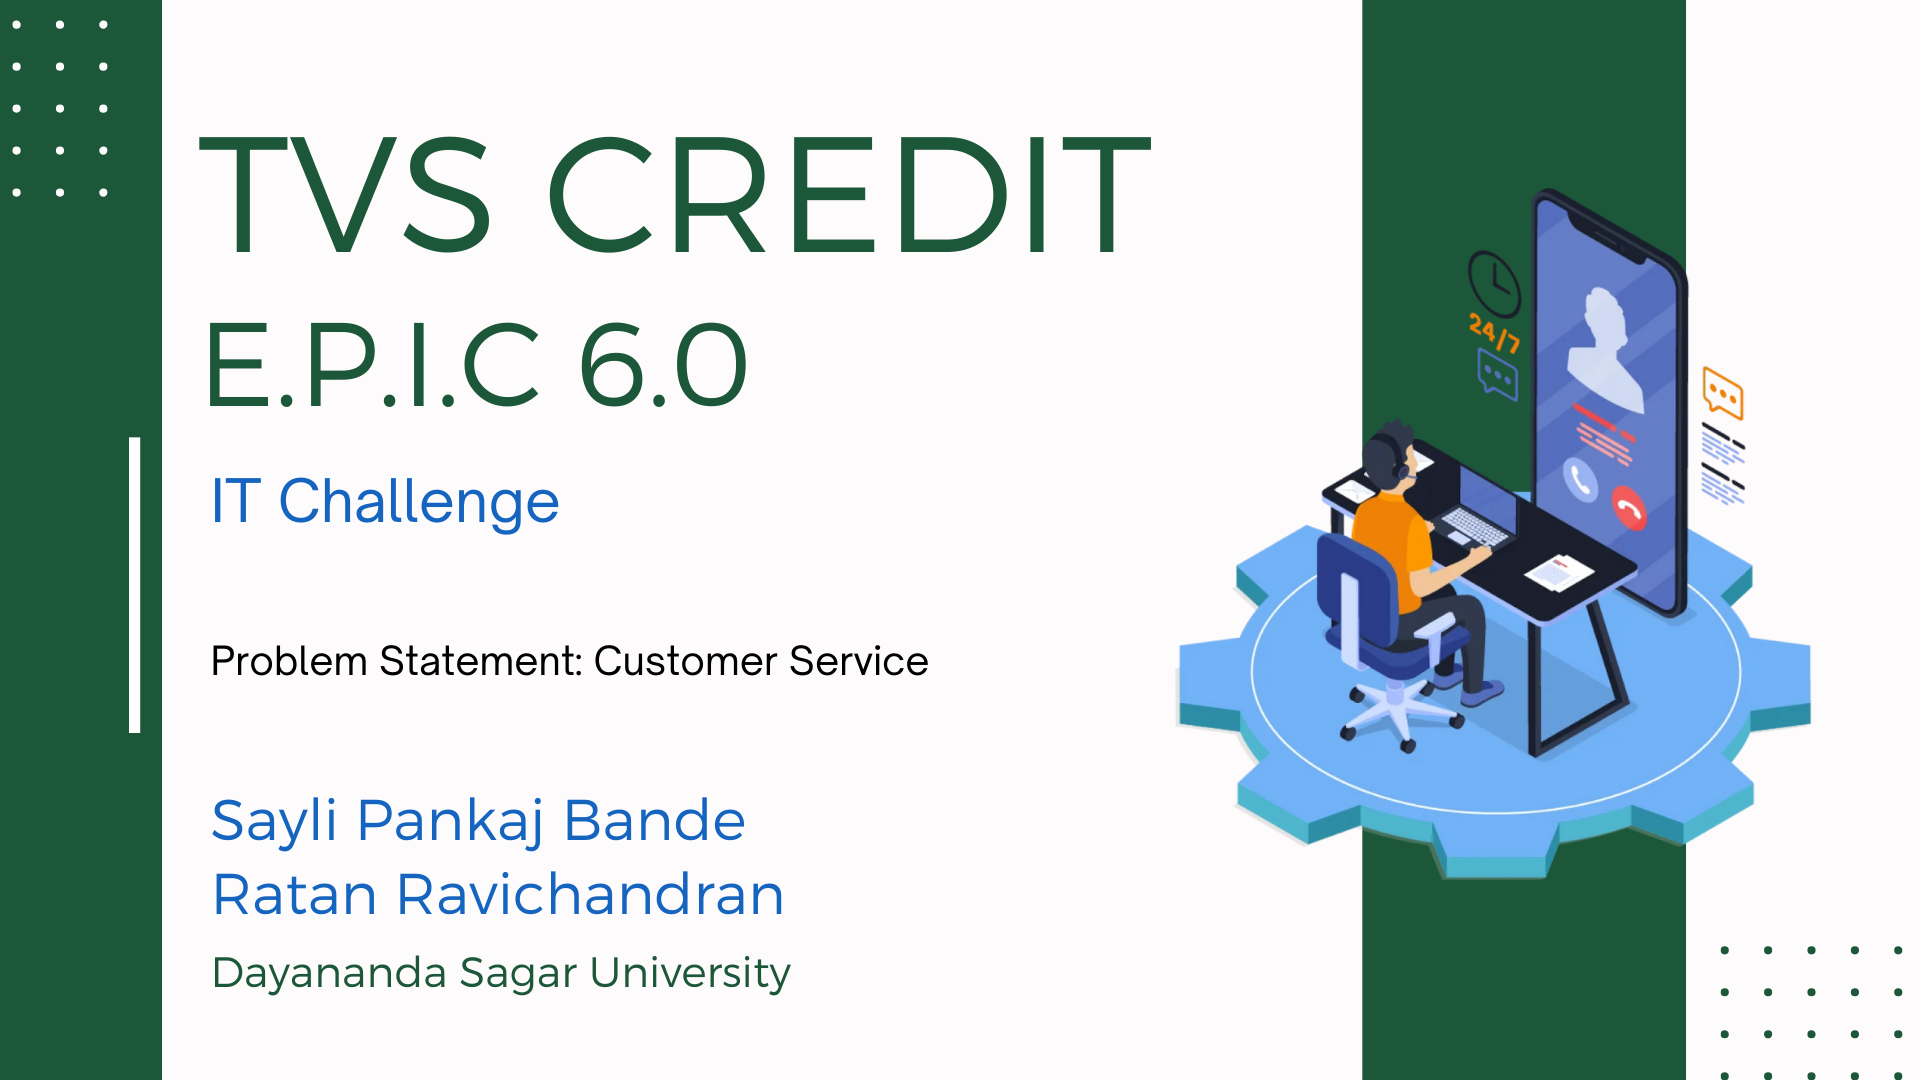 TVS CREDIT
E.P.I.C 6.0
IT Challenge
Problem Statement: Customer Service
Sayli Pankaj Bande
Ratan Ravichandran
Dayananda Sagar University
24/7